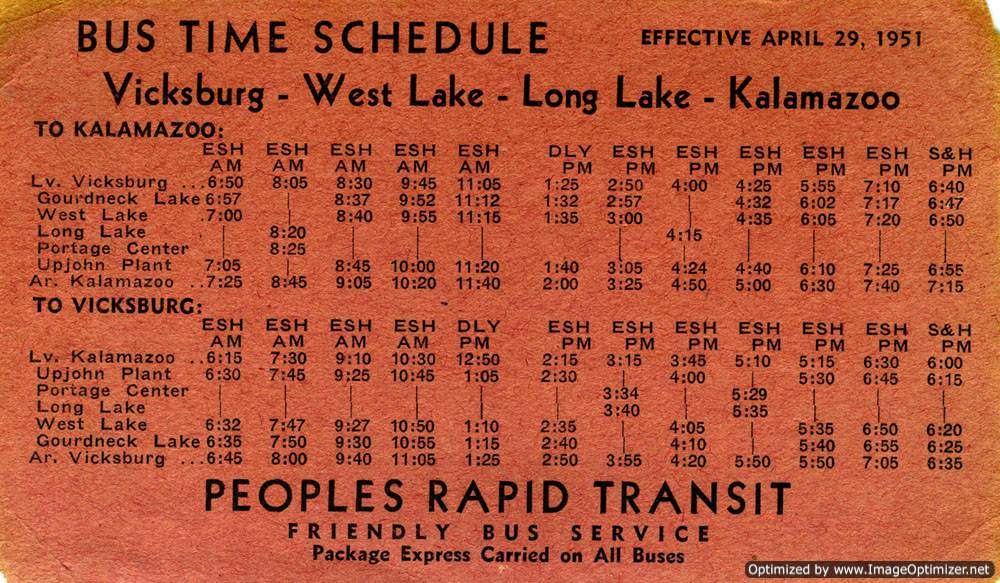 BUS TIME SCHEDULE EFFECTIVE APRIL 29, 1951
Vicksburg - West Lake - Long Lake - Kalamazoo
TO KALAMAZOO:
ESH ESH ESH ESH ESH DLY ESH ESH ESH ESH ESH S&H
AM AM AM AM AM PM PM PM PM PM PM PM
Lv. Vicksburg ...6:50 8:05 8:30 9:45 11:05 1:25 2:50 4:00 4:25 5:55 7:10 6:40
Gourdneck Lake 6:57 | 8:37 9:52 11:12 1:32 2:57 | 4:32 6:02 7:17 6:47
West Lake .7:00 | 8:40 9:55 11:15 1:35 3:00 | 4:35 6:05 7:20 6:50
Long Lake | 8:20 | | | | | 4:15 | | | |
Portage Center | 8:25 | | | | | | | | | |
Upjohn Plant 7:05 | 8:45 10:00 11:20 1:40 3:05 4:24 4:40 6:10 7:25 6:55
Ar. Kalamazoo ..7:25 8:45 9:05 10:20 11:40 2:00 3:25 4:50 5:00 6:30 7:40 7:15
TO VICKSBURG:
ESH ESH ESH ESH DLY ESH ESH ESH ESH ESH ESH S&H
AM AM AM AM PM PM PM PM PM PM PM PM
Lv. Kalamazoo ..6:15 7:30 9:10 10:30 12:50 2:15 3:15 3:45 5:10 5:15 6:30 6:00
Upjohn Plant 6:30 7:45 9:25 10:45 1:05 2:30 | 4:00 | 5:30 6:45 6:15
Portage Center | | | | | | 3:34 | 5:29 | | |
Long Lake | | | | | | 3:40 | 5:35 | | |
West Lake 6:32 7:47 9:27 10:50 1:10 2:35 | 4:05 | 5:35 6:50 6:20
Gourdneck Lake 6:35 7:50 9:30 10:55 1:15 2:40 | 4:10 | 5:40 6:55 6:25
Ar. Vicksburg ...6:45 8:00 9:40 11:05 1:25 2:50 3:55 4:20 5:50 5:50 7:05 6:35
PEOPLES RAPID TRANSIT
FRIENDLY BUS SERVICE
Package Express Carried on All Buses
Optimized by www.ImageOptimizer.net